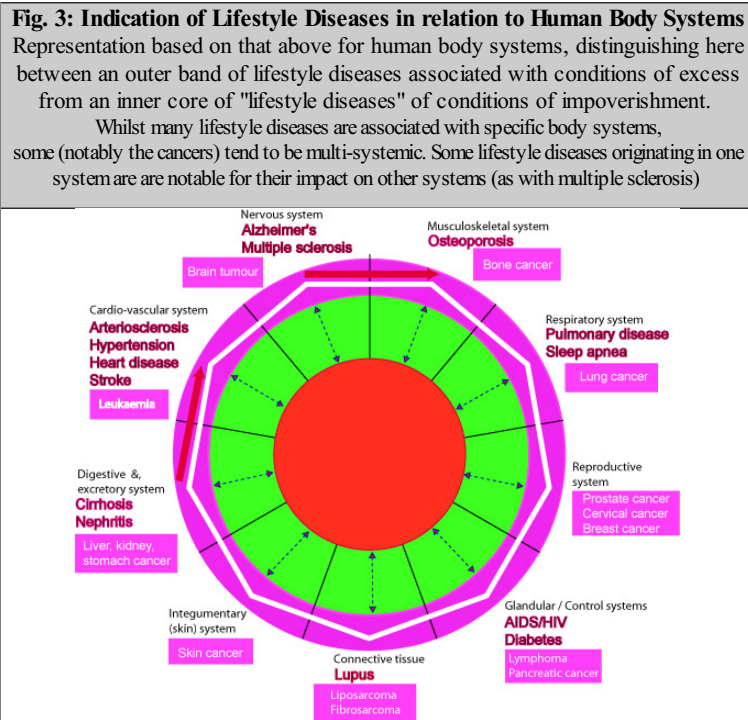 Fig. 3: Indication of Lifestyle Diseases in relation to Human Body Systems
Representation based on that above for human body systems, distinguishing here
between an outer band of lifestyle diseases associated with conditions of excess
from an inner core of "lifestyle diseases" of conditions of impoverishment.
Whilst many lifestyle diseases are associated with specific body systems,
some (notably the cancers) tend to be multi-systemic. Some lifestyle diseases originating in one
system are are notable for their impact on other systems (as with multiple sclerosis)
Nervous system
Alzheimer's
Multiple sclerosis
Brain tumour
Musculoskeletal system
Osteoporosis
Bone cancer
Cardio-vascular system
Arteriosclerosis
Hypertension
Heart disease
Stroke
Leukaemia
Respiratory system
Pulmonary disease
Sleep apnea
Lung cancer
Digestive &,
excretory system
Cirrhosis
Nephritis
Liver, kidney,
stomach cancer
Reproductive
system
Prostate cancer
Cervical cancer
Breast cancer
Integumentary
(skin) system
Skin cancer
Connective tissue
Lupus
Liposarcoma
Fibrosarcoma
Glandular / Control systems
AIDS/HIV
Diabetes
Lymphoma
Pancreatic cancer